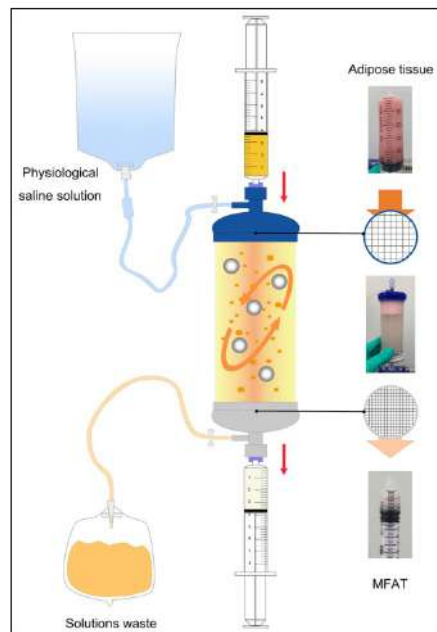 Adipose tissue
Physiological
saline solution
MFAT
Solutions waste